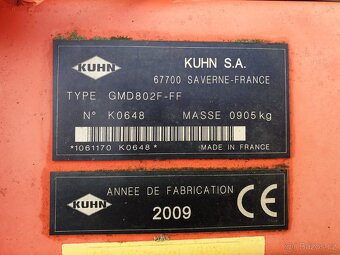 KUHN
KUHN S.A.
67700 SAVERNE-FRANCE
TYPE GMD802F-FF
N° K0648 MASSE 0905kg
*1061170 K0648*
MADE IN FRANCE
KUHN
ANNEE DE FABRICATION
2009
CE